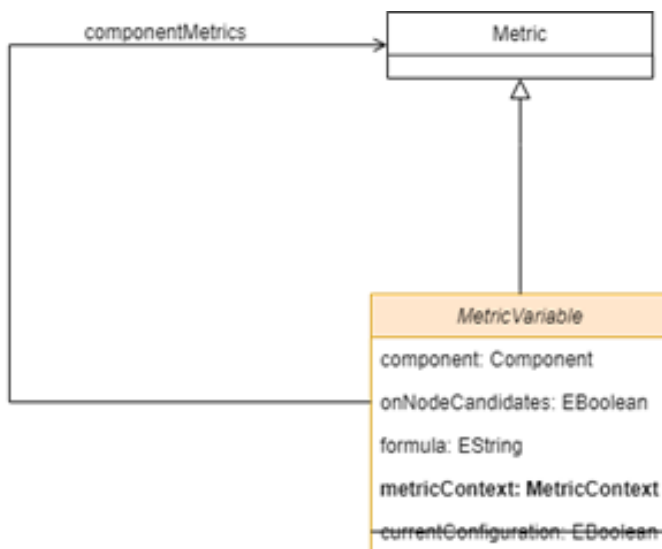 componentMetrics
Metric
MetricVariable
component: Component
onNodeCandidates: EBoolean
formula: EString
metricContext: MetricContext
currentConfiguration: EBoolean